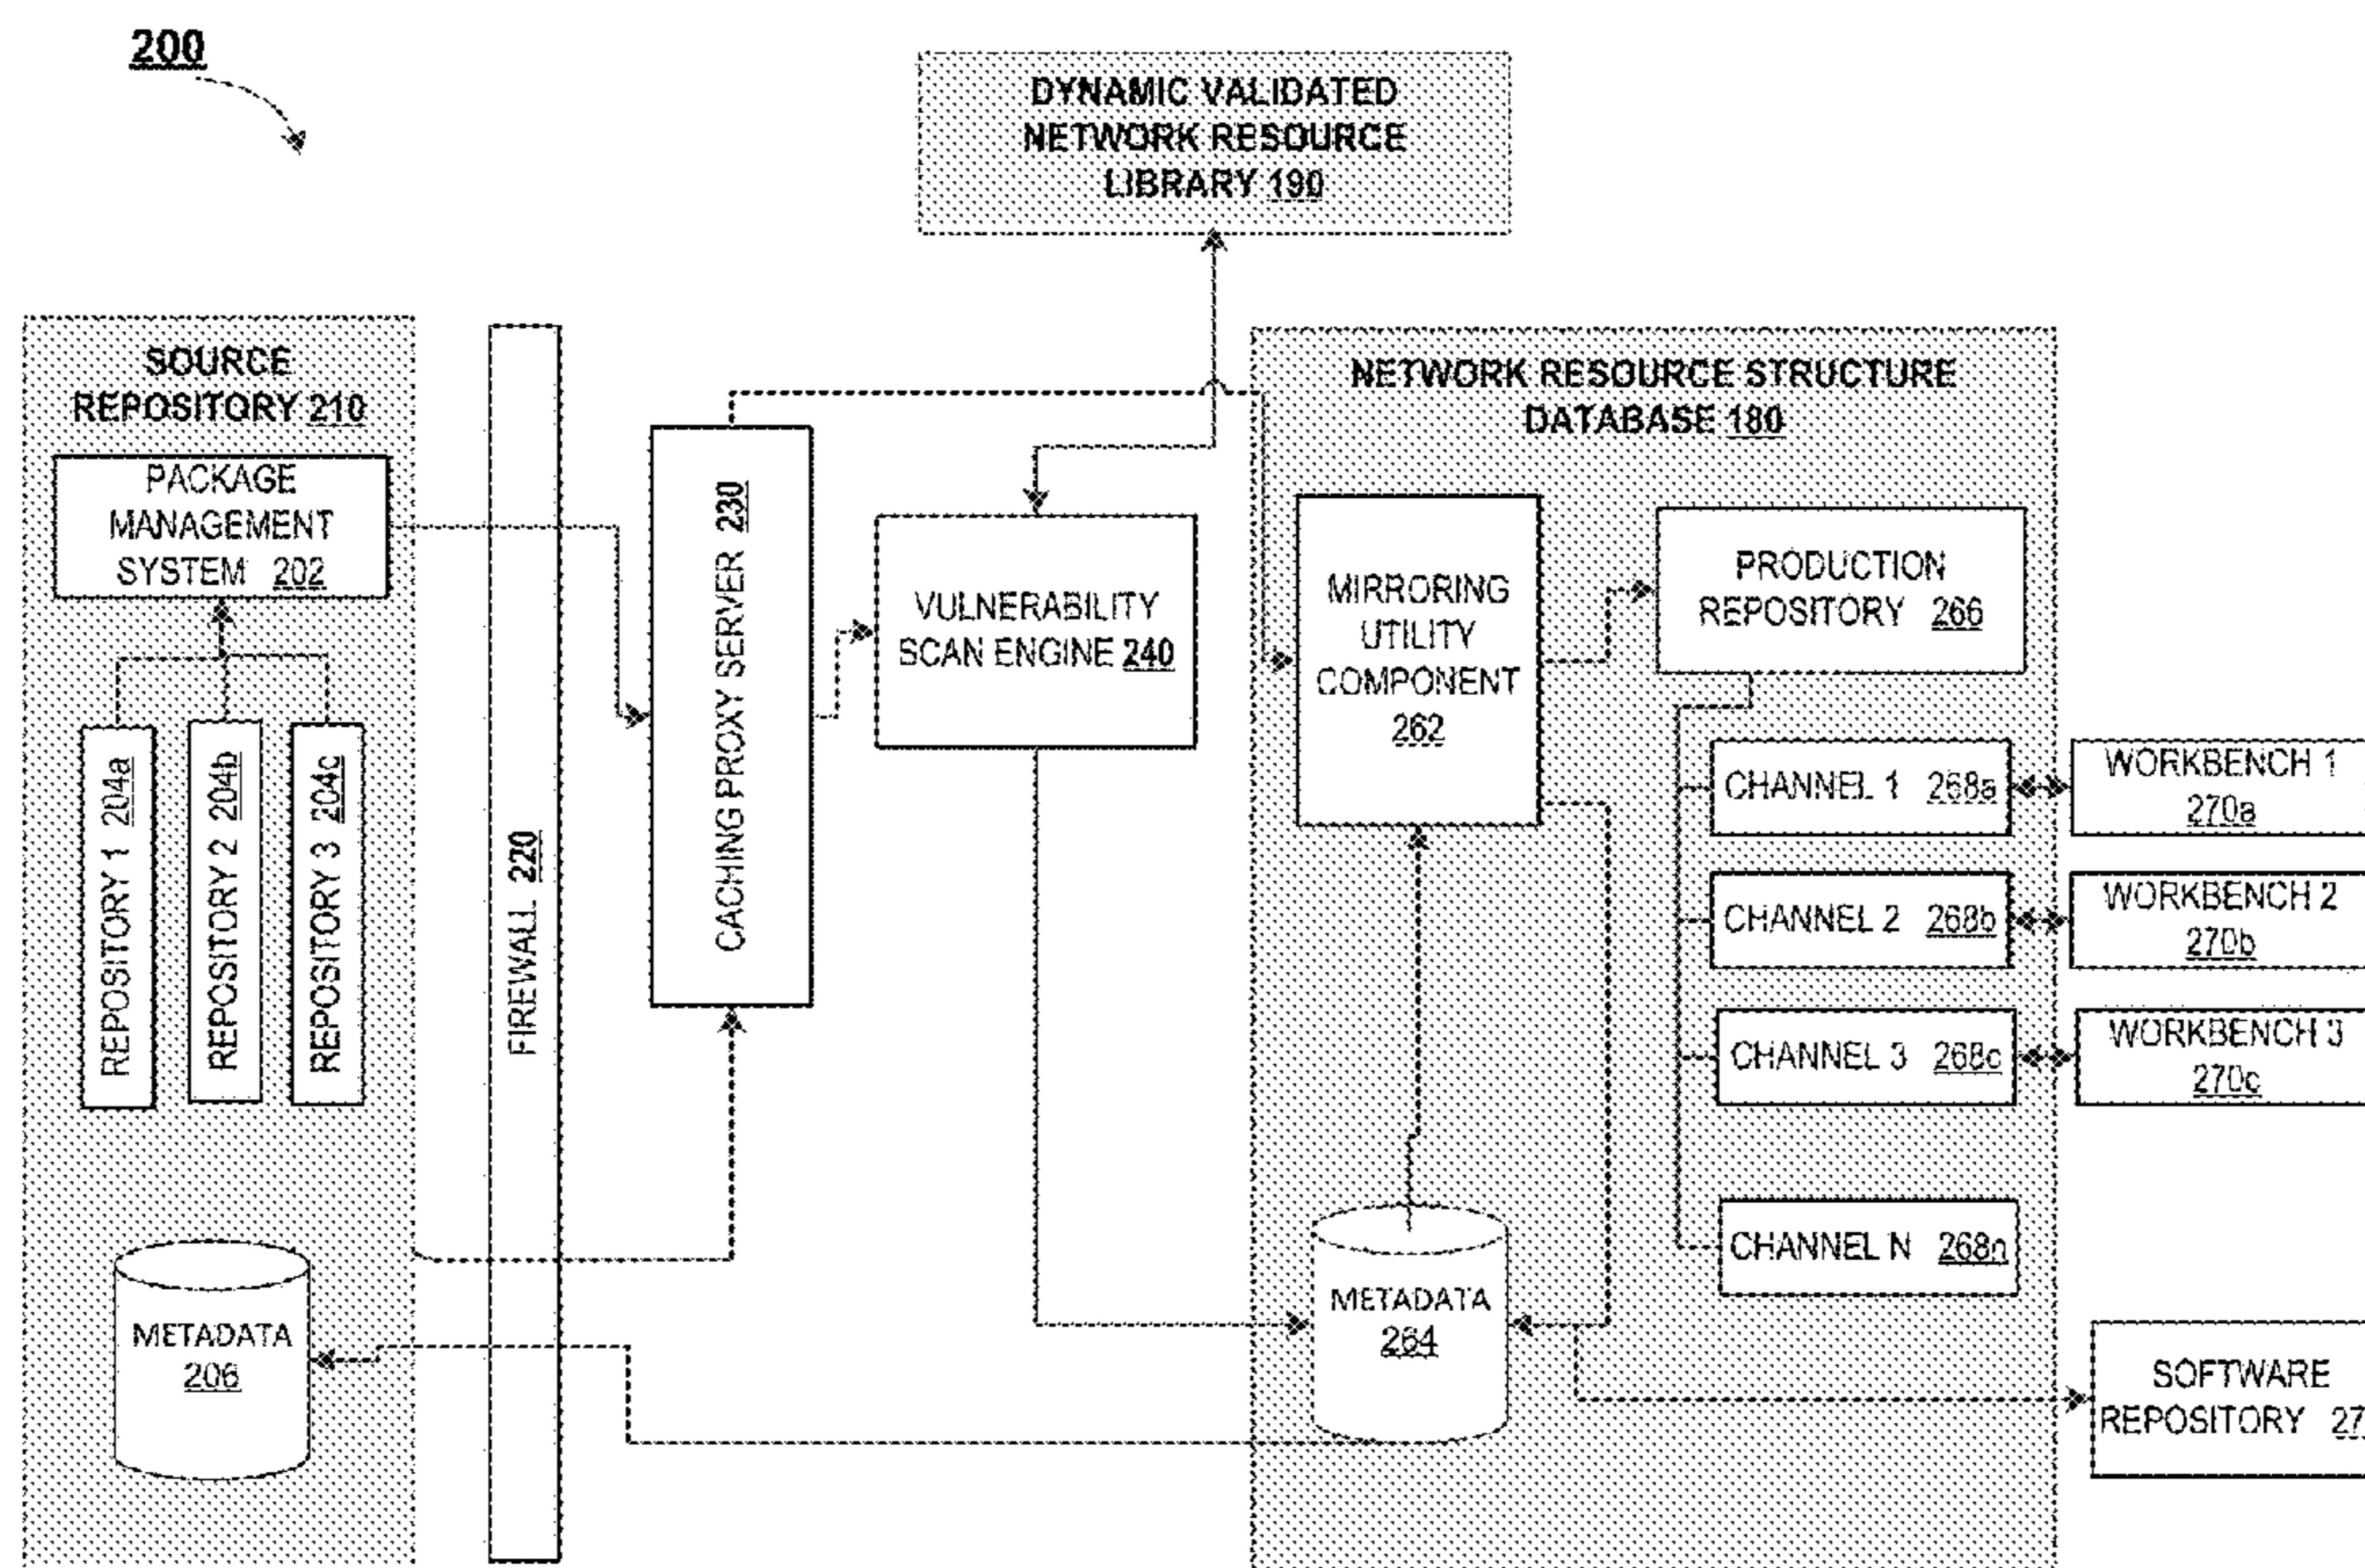 200
DYNAMIC VALIDATED
NETWORK RESOURCE
LIBRARY 190
SOURCE
REPOSITORY 210
PACKAGE
MANAGEMENT
SYSTEM 202
REPOSITORY 1 204a
REPOSITORY 2 204b
REPOSITORY 3 204c
METADATA
206
FIREWALL 220
CACHING PROXY SERVER 230
VULNERABILITY
SCAN ENGINE 240
NETWORK RESOURCE STRUCTURE
DATABASE 180
MIRRORING
UTILITY
COMPONENT
262
PRODUCTION
REPOSITORY 266
CHANNEL 1 268a
CHANNEL 2 268b
CHANNEL 3 268c
CHANNEL N 268n
METADATA
264
WORKBENCH 1
270a
WORKBENCH 2
270b
WORKBENCH 3
270c
SOFTWARE
REPOSITORY